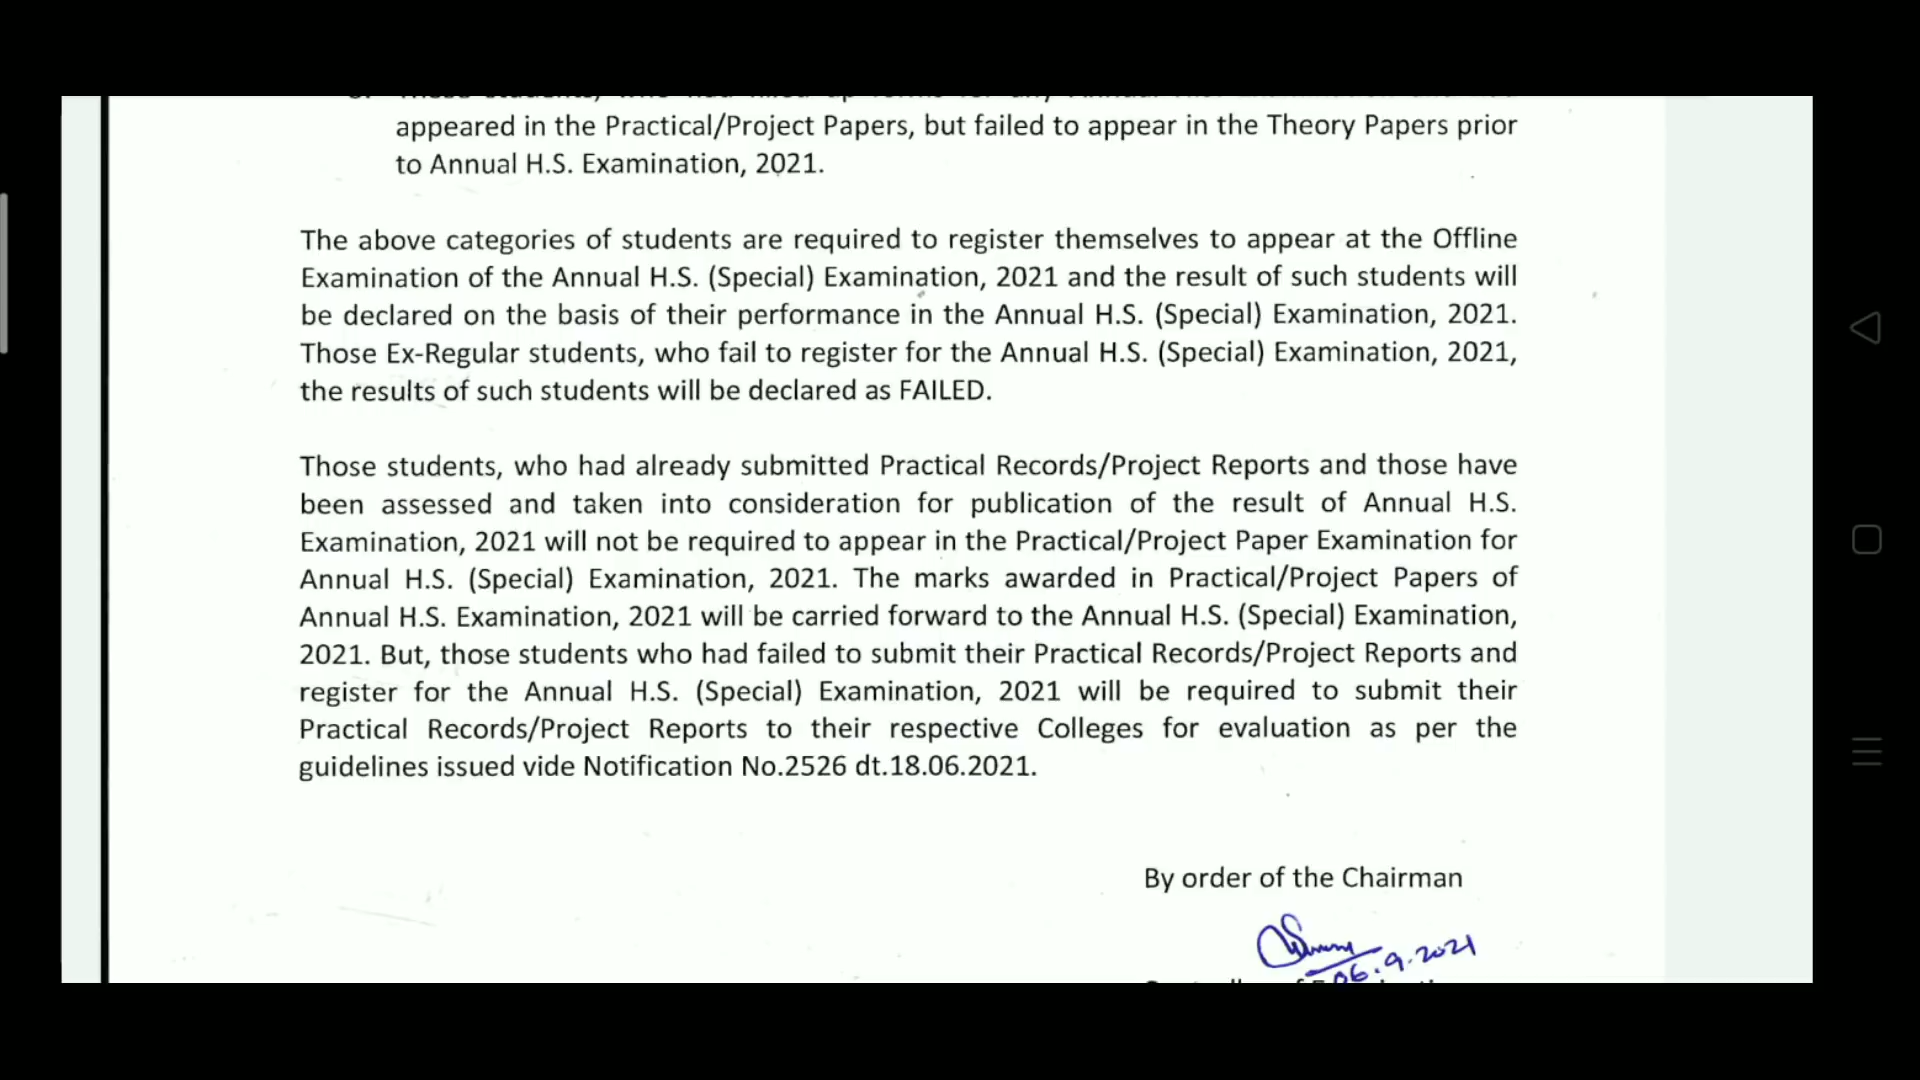 appeared in the Practical/Project Papers, but failed to appear in the Theory Papers prior
to Annual H.S. Examination, 2021.
The above categories of students are required to register themselves to appear at the Offline
Examination of the Annual H.S. (Special) Examination, 2021 and the result of such students will
be declared on the basis of their performance in the Annual H.S. (Special) Examination, 2021.
Those Ex-Regular students, who fail to register for the Annual H.S. (Special) Examination, 2021,
the results of such students will be declared as FAILED.
Those students, who had already submitted Practical Records/Project Reports and those have
been assessed and taken into consideration for publication of the result of Annual H.S.
Examination, 2021 will not be required to appear in the Practical/Project Paper Examination for
Annual H.S. (Special) Examination, 2021. The marks awarded in Practical/Project Papers of
Annual H.S. Examination, 2021 will be carried forward to the Annual H.S. (Special) Examination,
2021. But, those students who had failed to submit their Practical Records/Project Reports and
register for the Annual H.S. (Special) Examination, 2021 will be required to submit their
Practical Records/Project Reports to their respective Colleges for evaluation as per the
guidelines issued vide Notification No.2526 dt.18.06.2021.
By order of the Chairman
06.9.2021